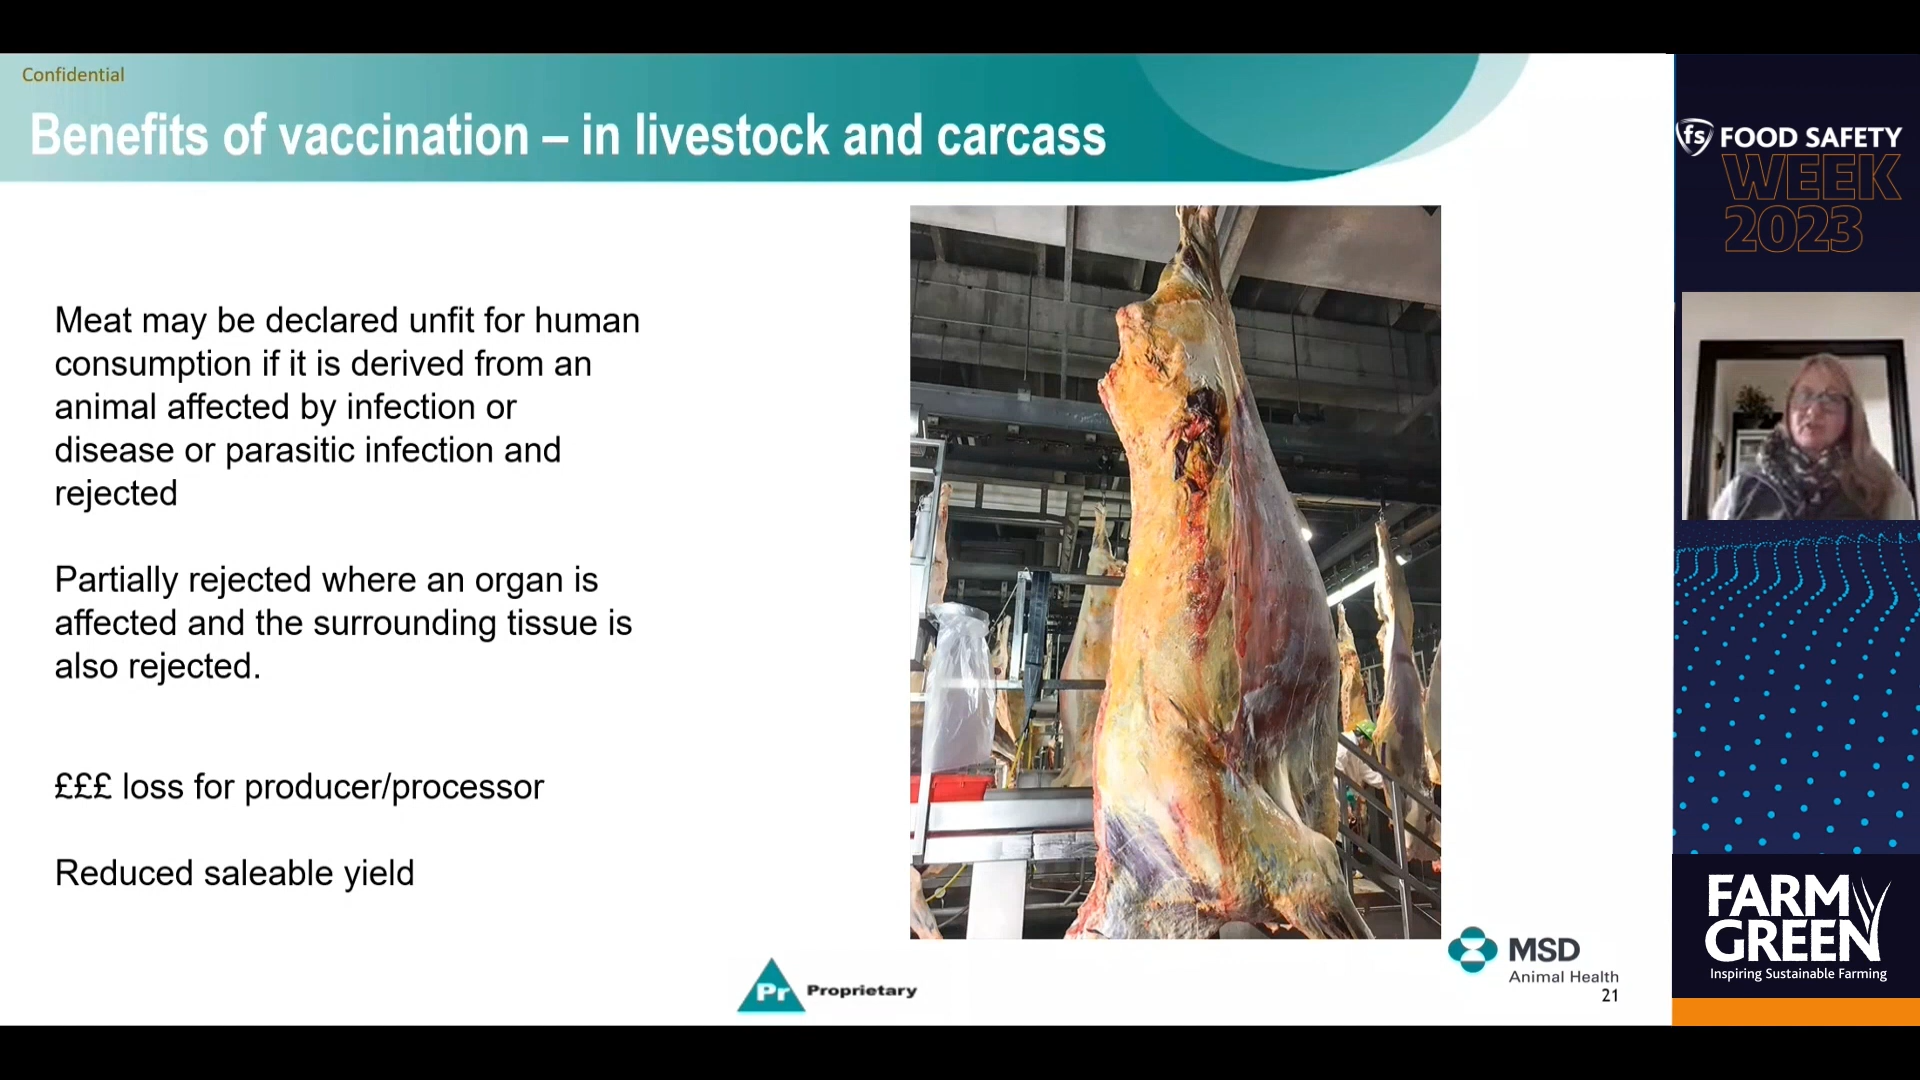 Confidential
Benefits of vaccination – in livestock and carcass
Meat may be declared unfit for human
consumption if it is derived from an
animal affected by infection or
disease or parasitic infection and
rejected
Partially rejected where an organ is
affected and the surrounding tissue is
also rejected.
£££ loss for producer/processor
Reduced saleable yield
Pr Proprietary
MSD
Animal Health
21
fs FOOD SAFETY
WEEK
2023
FARM
GREEN
Inspiring Sustainable Farming